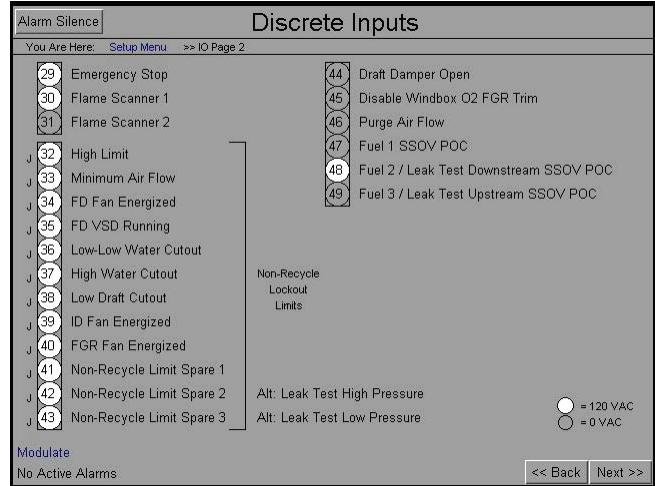 Alarm Silence
Discrete Inputs
You Are Here: Setup Menu >> IO Page 2
29 Emergency Stop
30 Flame Scanner 1
31 Flame Scanner 2
J 32 High Limit
J 33 Minimum Air Flow
J 34 FD Fan Energized
J 35 FD VSD Running
J 36 Low-Low Water Cutout
J 37 High Water Cutout
J 38 Low Draft Cutout
J 39 ID Fan Energized
J 40 FGR Fan Energized
J 41 Non-Recycle Limit Spare 1
J 42 Non-Recycle Limit Spare 2
J 43 Non-Recycle Limit Spare 3
Non-Recycle
Lockout
Limits
Alt: Leak Test High Pressure
Alt: Leak Test Low Pressure
44 Draft Damper Open
45 Disable Windbox O2 FGR Trim
46 Purge Air Flow
47 Fuel 1 SSOV POC
48 Fuel 2 / Leak Test Downstream SSOV POC
49 Fuel 3 / Leak Test Upstream SSOV POC
= 120 VAC
= 0 VAC
Modulate
No Active Alarms
<< Back
Next >>